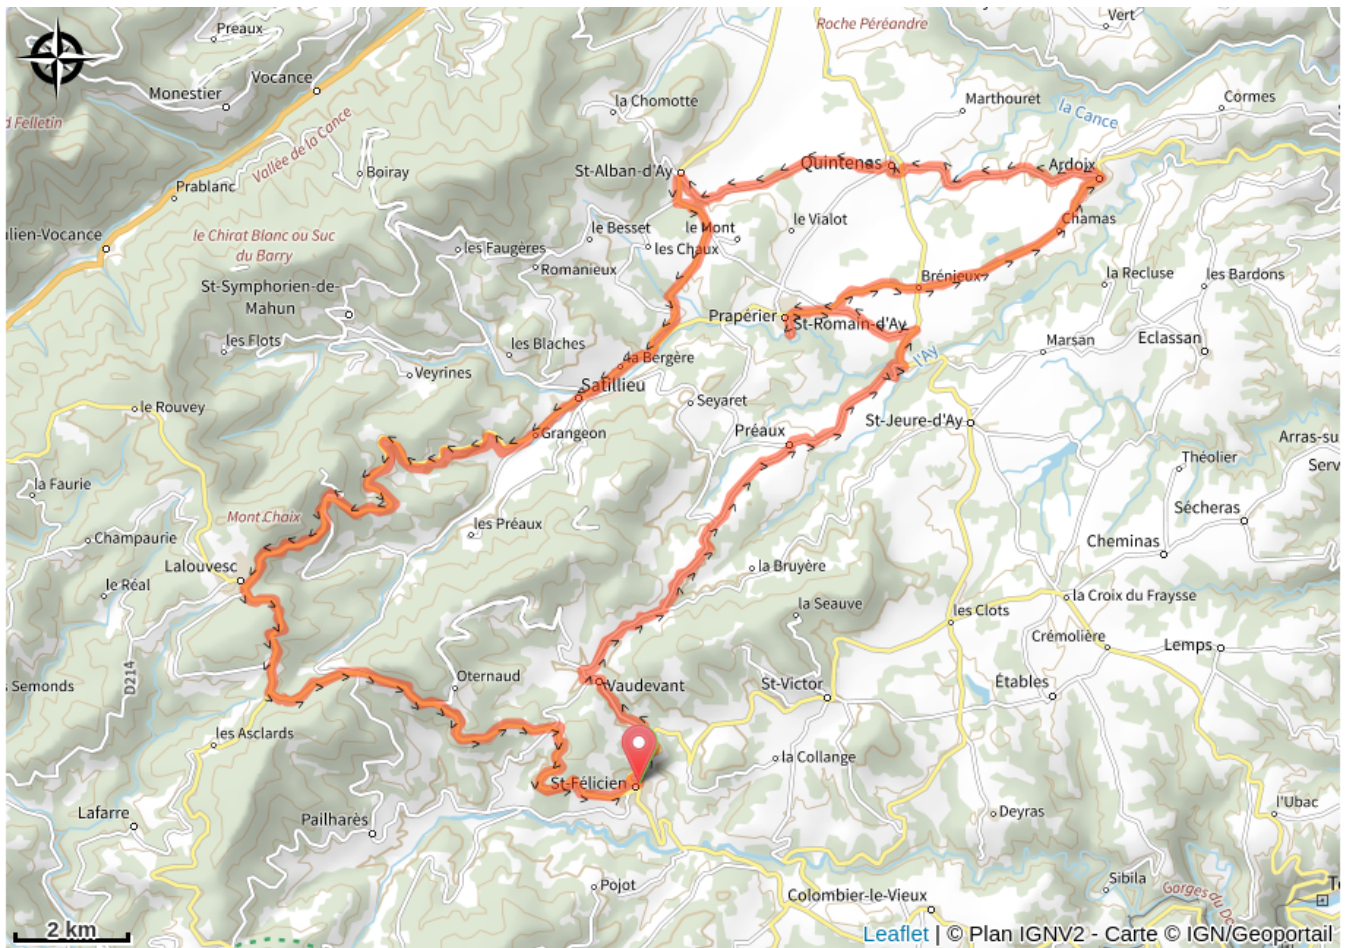 Preaux
Roche Péréandre
Vert
Vocance
Monestier
la Chomotte
Marthouret
Cormes
la Cance
d Felletin
Vallée de la Cance
Quintenas
Ardoix
St-Alban-d'Ay
Boiray
Prablanc
Chamas
le Vialot
le Besset
le Mont
les Chaux
lien-Vocance
le Chirat Blanc ou Suc
du Barry
les Faugères
Romanieux
Brénieux
la Recluse
les Bardons
St-Symphorien-de-
Mahun
Prapérier
St-Romain-d'Ay
les Flots
les Blaches
la Bergère
l'Ay
Marsan
Eclassan
Veyrines
Satillieu
Seyaret
le Rouvey
St-Jeure-d'Ay
Préaux
Grangeon
Arras-su
Théolier
Serv
la Faurie
Mont Chaix
les Préaux
Sécheras
Champaurie
Cheminas
Lalouvesc
la Bruyère
le Réal
la Croix du Fraysse
la Seauve
les Clots
Crémolière
Lemps
D214
Semonds
Oternaud
Vaudevant
St-Victor
Étables
les Asclards
la Collange
St-Félicien
Lafarre
Pailharès
Deyras
l'Ubac
Pojot
Colombier-le-Vieux
Sibila
Gorges du Do
2 km
Leaflet | © Plan IGNV2 - Carte © IGN/Geoportail